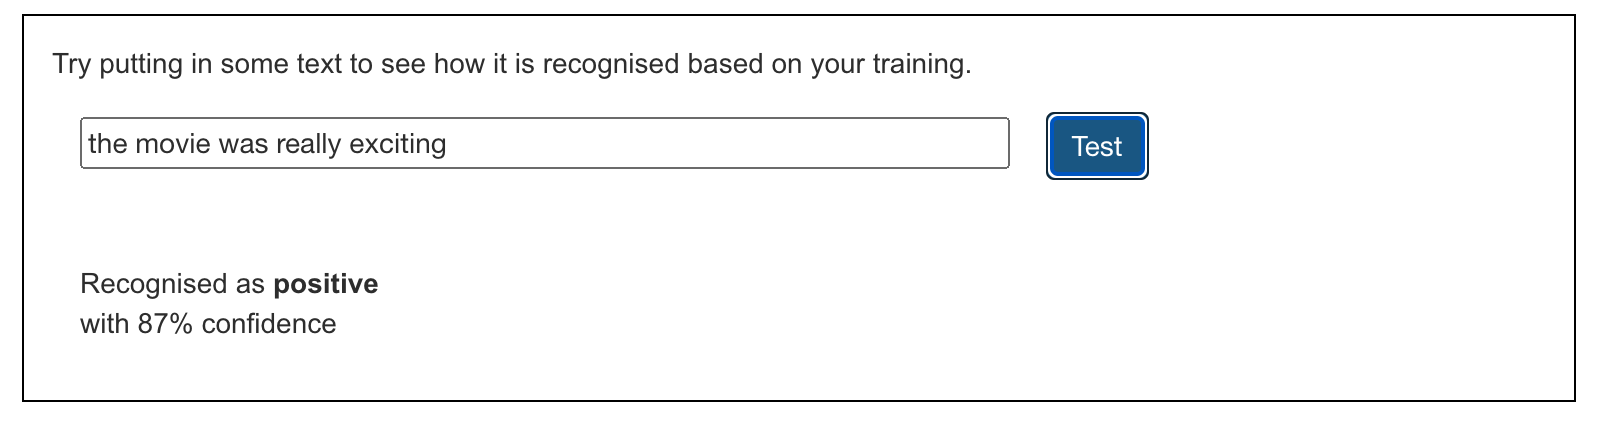 Try putting in some text to see how it is recognised based on your training.
the movie was really exciting
Test
Recognised as positive
with 87% confidence